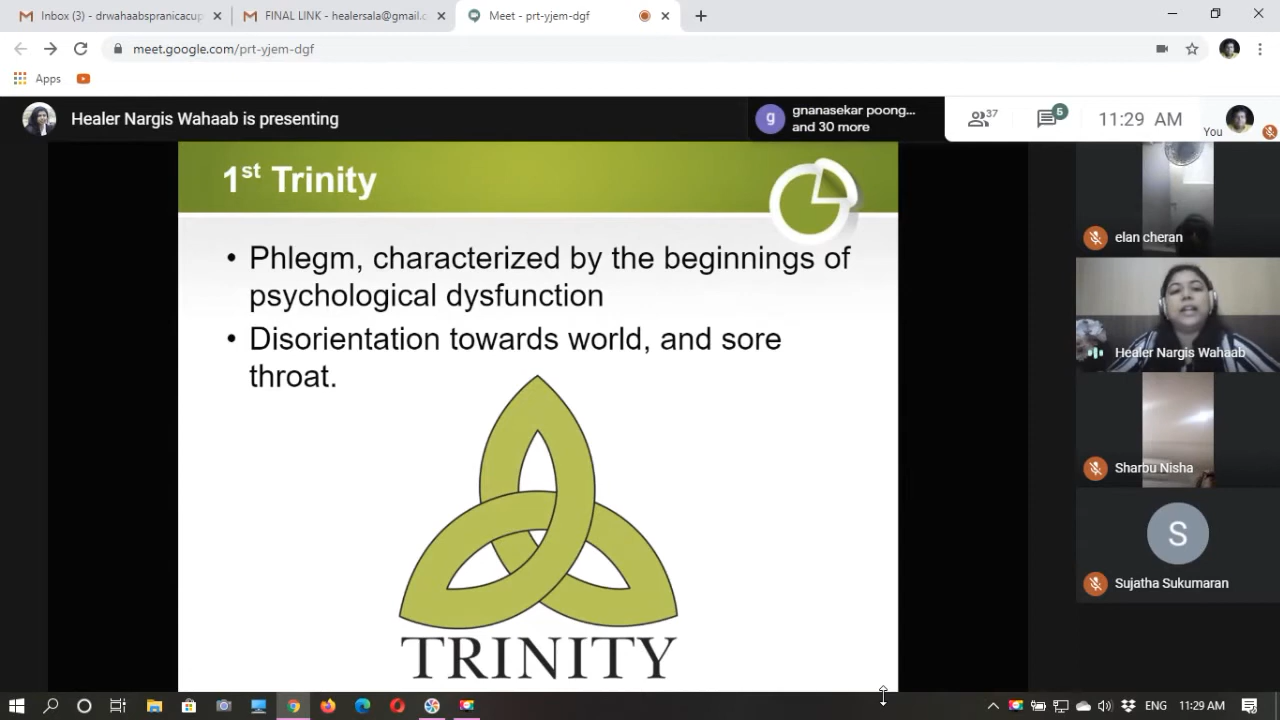 Inbox (3) - drwahaabspranicacup
FINAL LINK - healersala@gmail.c
Meet - prt-yjem-dgf
meet.google.com/prt-yjem-dgf
Apps
Healer Nargis Wahaab is presenting
g
gnanasekar poong...
and 30 more
37
5
11:29 AM
You
1st Trinity
• Phlegm, characterized by the beginnings of
psychological dysfunction
• Disorientation towards world, and sore
throat.
TRINITY
elan cheran
Healer Nargis Wahaab
Sharbu Nisha
S
Sujatha Sukumaran
ENG
11:29 AM